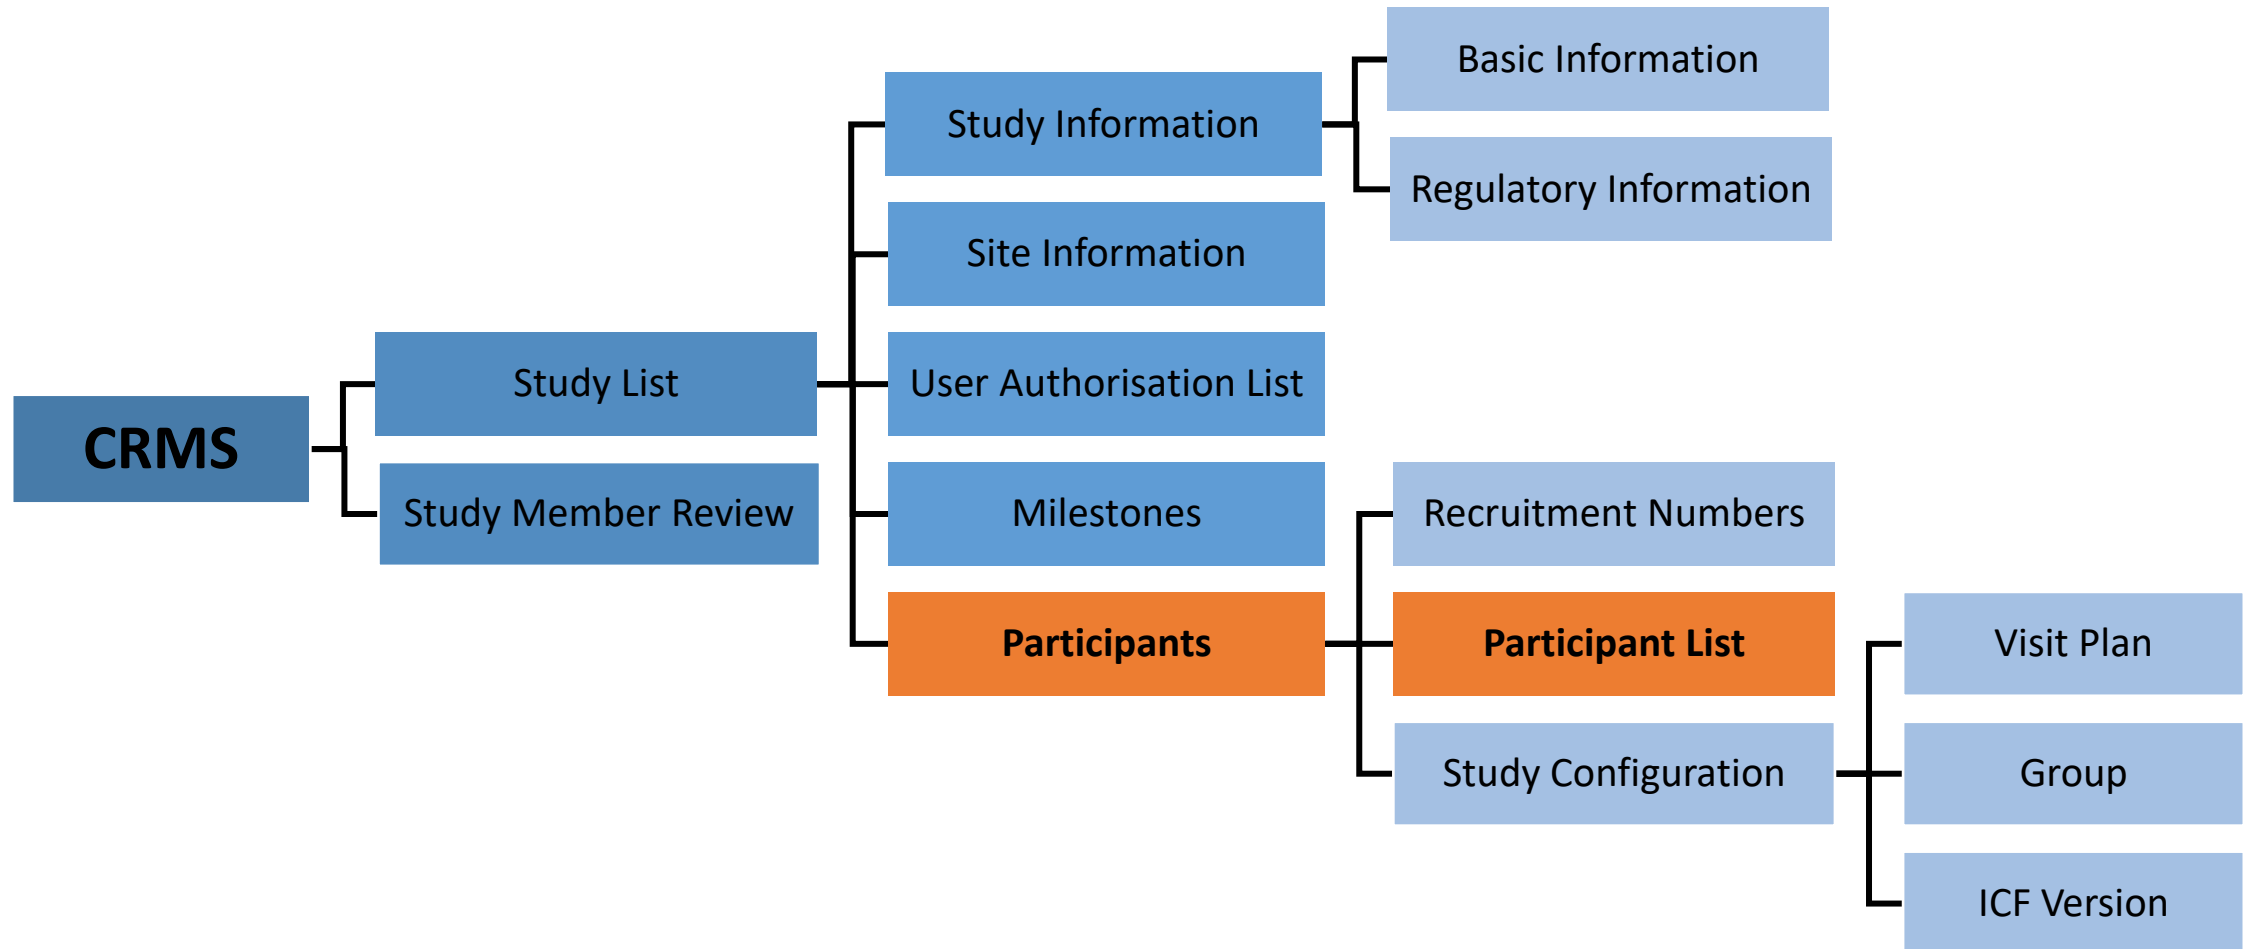 CRMS
Study List
Study Member Review
Study Information
Site Information
User Authorisation List
Milestones
Participants
Basic Information
Regulatory Information
Recruitment Numbers
Participant List
Study Configuration
Visit Plan
Group
ICF Version